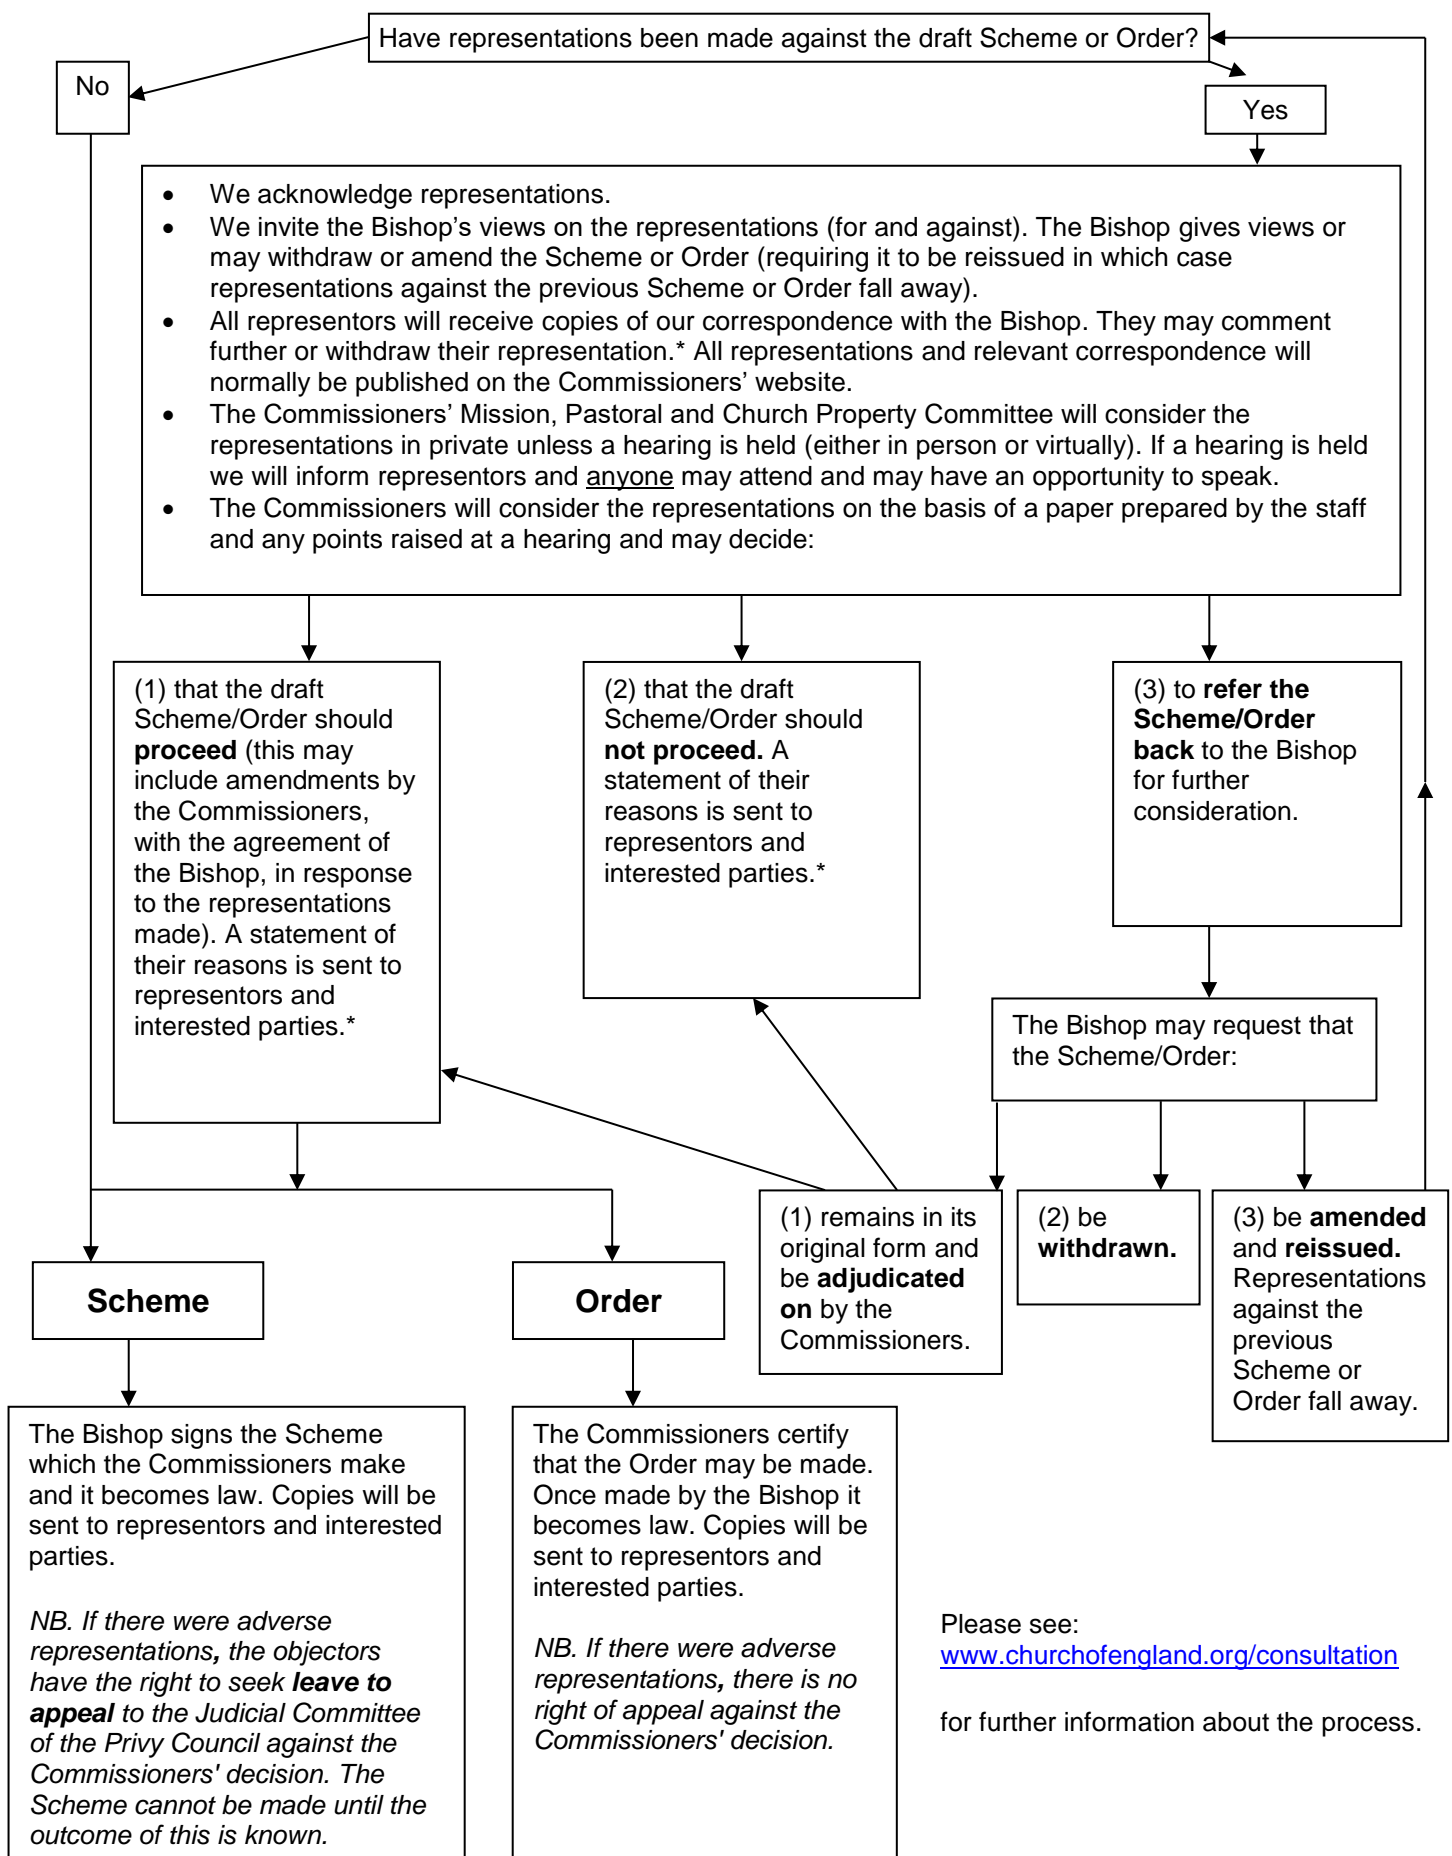 Have representations been made against the draft Scheme or Order?
No
Yes
• We acknowledge representations.
• We invite the Bishop’s views on the representations (for and against). The Bishop gives views or
may withdraw or amend the Scheme or Order (requiring it to be reissued in which case
representations against the previous Scheme or Order fall away).
• All representors will receive copies of our correspondence with the Bishop. They may comment
further or withdraw their representation.* All representations and relevant correspondence will
normally be published on the Commissioners’ website.
• The Commissioners’ Mission, Pastoral and Church Property Committee will consider the
representations in private unless a hearing is held (either in person or virtually). If a hearing is held
we will inform representors and anyone may attend and may have an opportunity to speak.
• The Commissioners will consider the representations on the basis of a paper prepared by the staff
and any points raised at a hearing and may decide:
(1) that the draft
Scheme/Order should
proceed (this may
include amendments by
the Commissioners,
with the agreement of
the Bishop, in response
to the representations
made). A statement of
their reasons is sent to
representors and
interested parties.*
(2) that the draft
Scheme/Order should
not proceed. A
statement of their
reasons is sent to
representors and
interested parties.*
(3) to refer the
Scheme/Order
back to the Bishop
for further
consideration.
The Bishop may request that
the Scheme/Order:
(1) remains in its
original form and
be adjudicated
on by the
Commissioners.
(2) be
withdrawn.
(3) be amended
and reissued.
Representations
against the
previous
Scheme or
Order fall away.
Scheme
Order
The Bishop signs the Scheme
which the Commissioners make
and it becomes law. Copies will be
sent to representors and interested
parties.
NB. If there were adverse
representations, the objectors
have the right to seek leave to
appeal to the Judicial Committee
of the Privy Council against the
Commissioners' decision. The
Scheme cannot be made until the
outcome of this is known.
The Commissioners certify
that the Order may be made.
Once made by the Bishop it
becomes law. Copies will be
sent to representors and
interested parties.
NB. If there were adverse
representations, there is no
right of appeal against the
Commissioners' decision.
Please see:
www.churchofengland.org/consultation
for further information about the process.